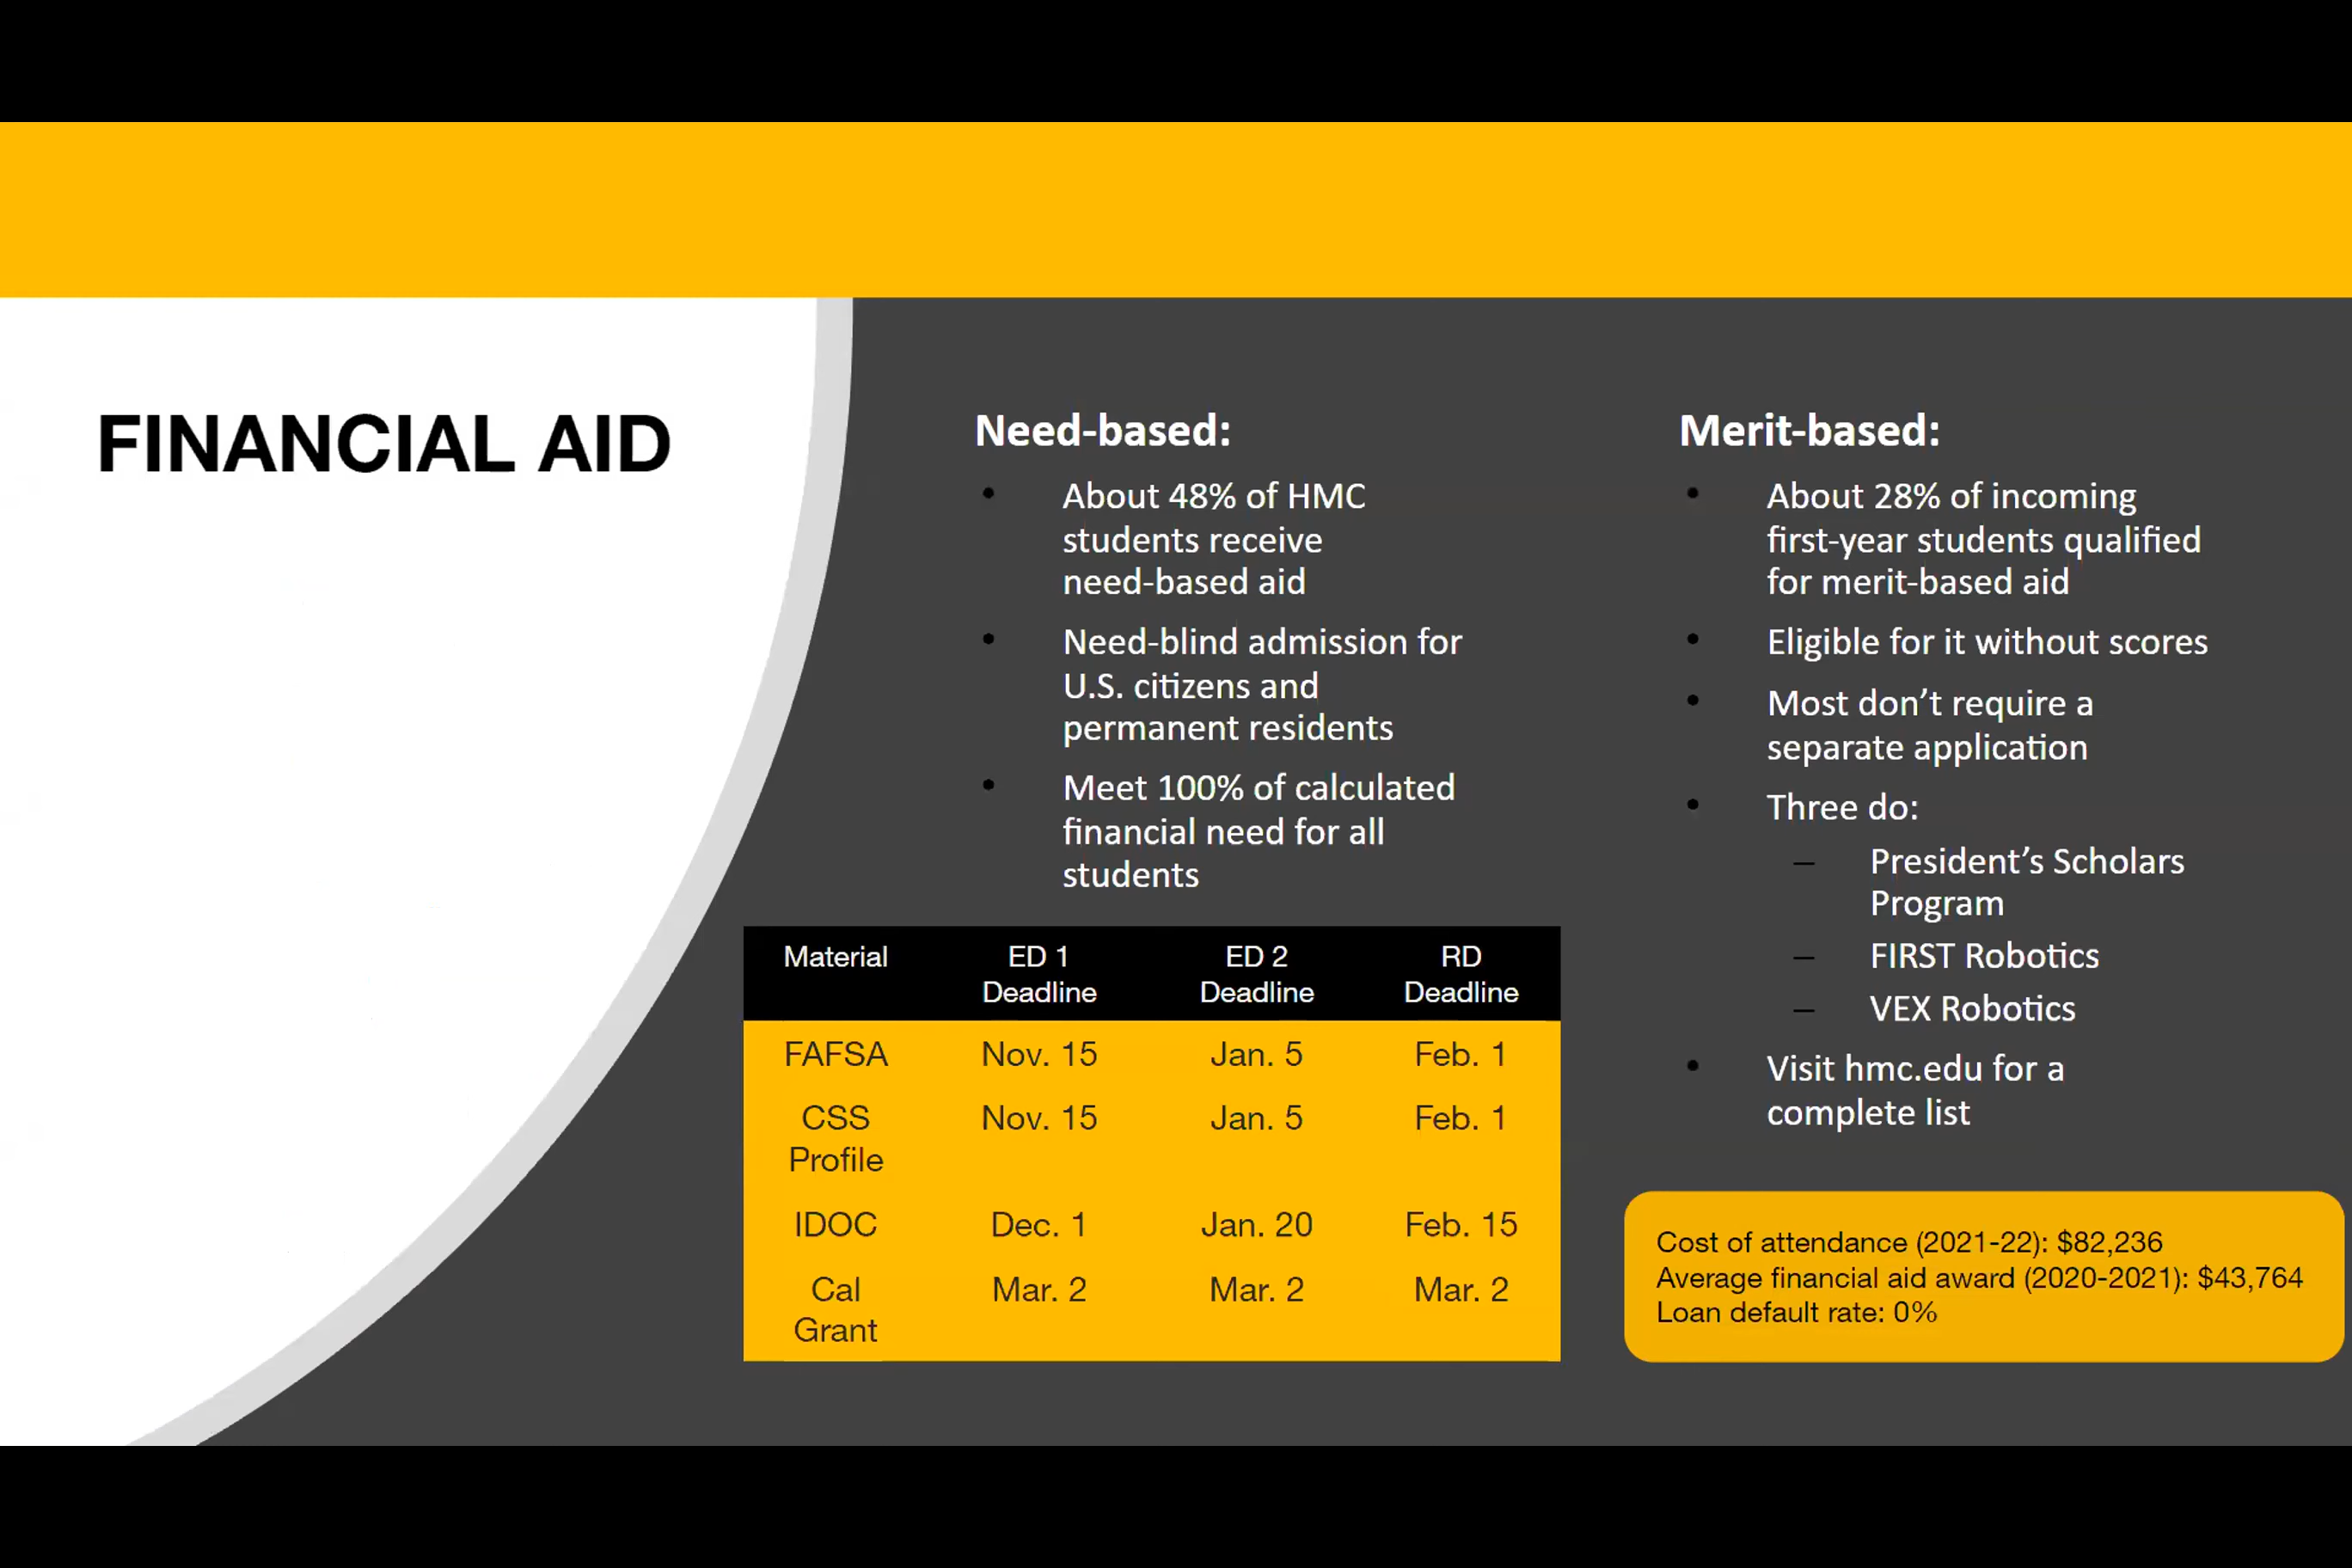 FINANCIAL AID
Need-based:
• About 48% of HMC
students receive
need-based aid
• Need-blind admission for
U.S. citizens and
permanent residents
• Meet 100% of calculated
financial need for all
students
Merit-based:
• About 28% of incoming
first-year students qualified
for merit-based aid
• Eligible for it without scores
• Most don’t require a
separate application
• Three do:
– President’s Scholars
Program
– FIRST Robotics
– VEX Robotics
• Visit hmc.edu for a
complete list
Material ED 1 ED 2 RD
Deadline Deadline Deadline
FAFSA Nov. 15 Jan. 5 Feb. 1
CSS Nov. 15 Jan. 5 Feb. 1
Profile
IDOC Dec. 1 Jan. 20 Feb. 15
Cal Mar. 2 Mar. 2 Mar. 2
Grant
Cost of attendance (2021-22): $82,236
Average financial aid award (2020-2021): $43,764
Loan default rate: 0%